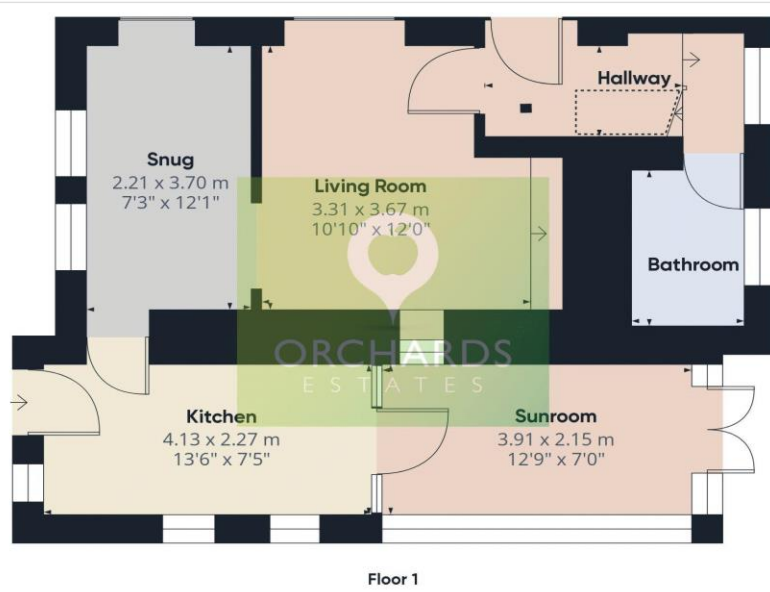 Hallway
Snug
2.21 x 3.70 m
7'3" x 12'1"
Living Room
3.31 x 3.67 m
10'10" x 12'0"
Bathroom
ORCHARDS
ESTATES
Kitchen
4.13 x 2.27 m
13'6" x 7'5"
Sunroom
3.91 x 2.15 m
12'9" x 7'0"
Floor 1